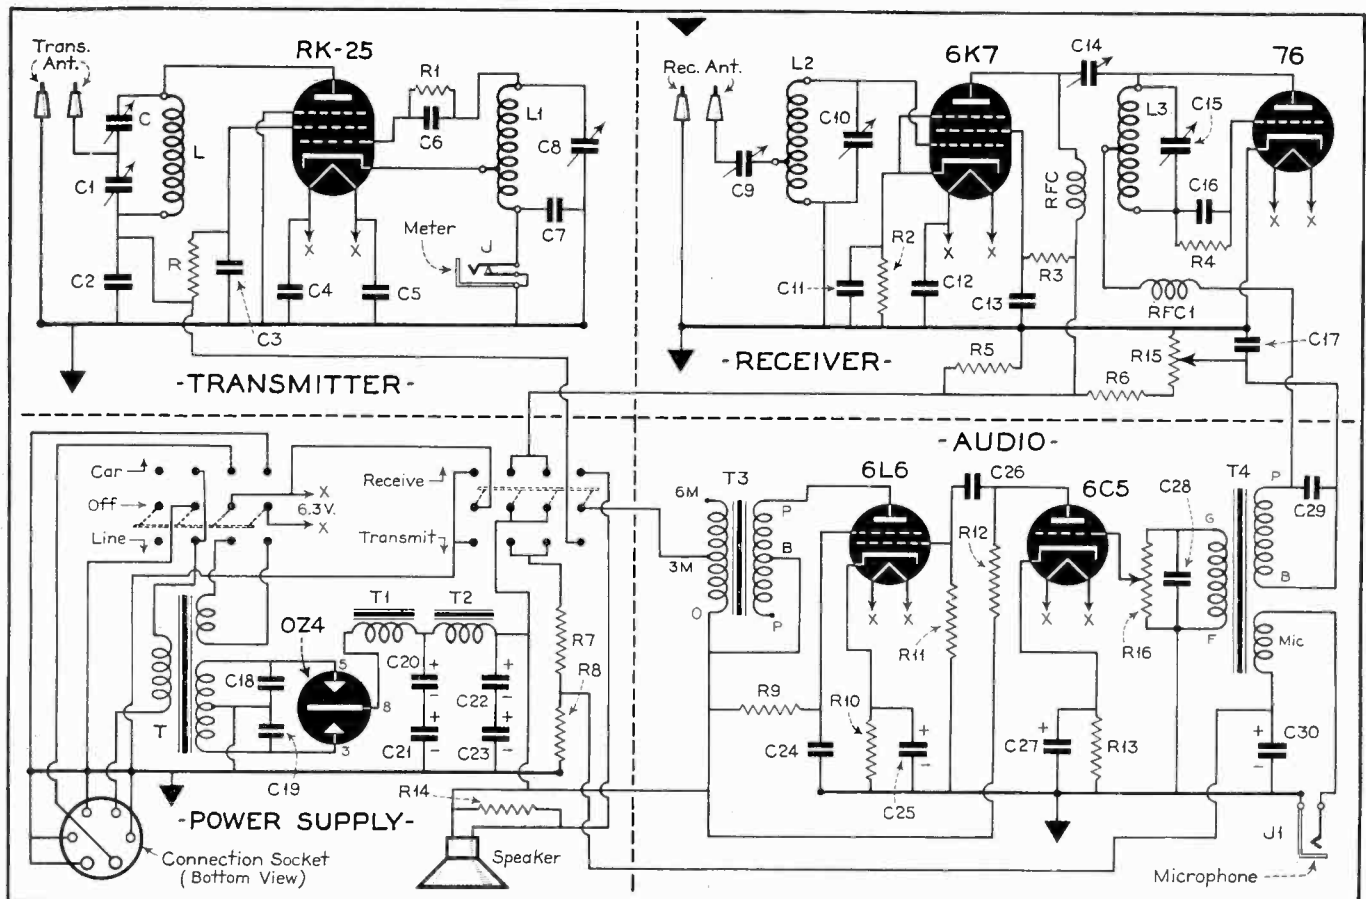 Trans.
Ant.
RK-25
R1
C
L
C6
L1
C8
C1
C7
Meter
J
R
C2
X
X
C4
C5
C3
-TRANSMITTER-
Rec. Ant.
L2
6K7
C14
76
C10
L3
C15
C9
RFC
C16
R2
X
X
X
X
R4
C11
C12
C13
R3
RFC1
C17
R5
R15
R6
-RECEIVER-
Car
Off
Line
X
6.3V.
X
Receive
Transmit
T
OZ4
5
8
3
C18
C19
T1
T2
C20
+
-
C21
+
-
C22
+
-
C23
+
-
R7
R8
R14
-POWER SUPPLY-
Connection Socket
(Bottom View)
Speaker
-AUDIO-
T3
6M
3M
O
P
B
P
6L6
C26
6C5
T4
P
C28
G
C29
R12
X
X
X
X
F
B
R11
R16
Mic
R9
R10
C24
C25
+
-
C27
+
R13
C30
+
-
J1
Microphone